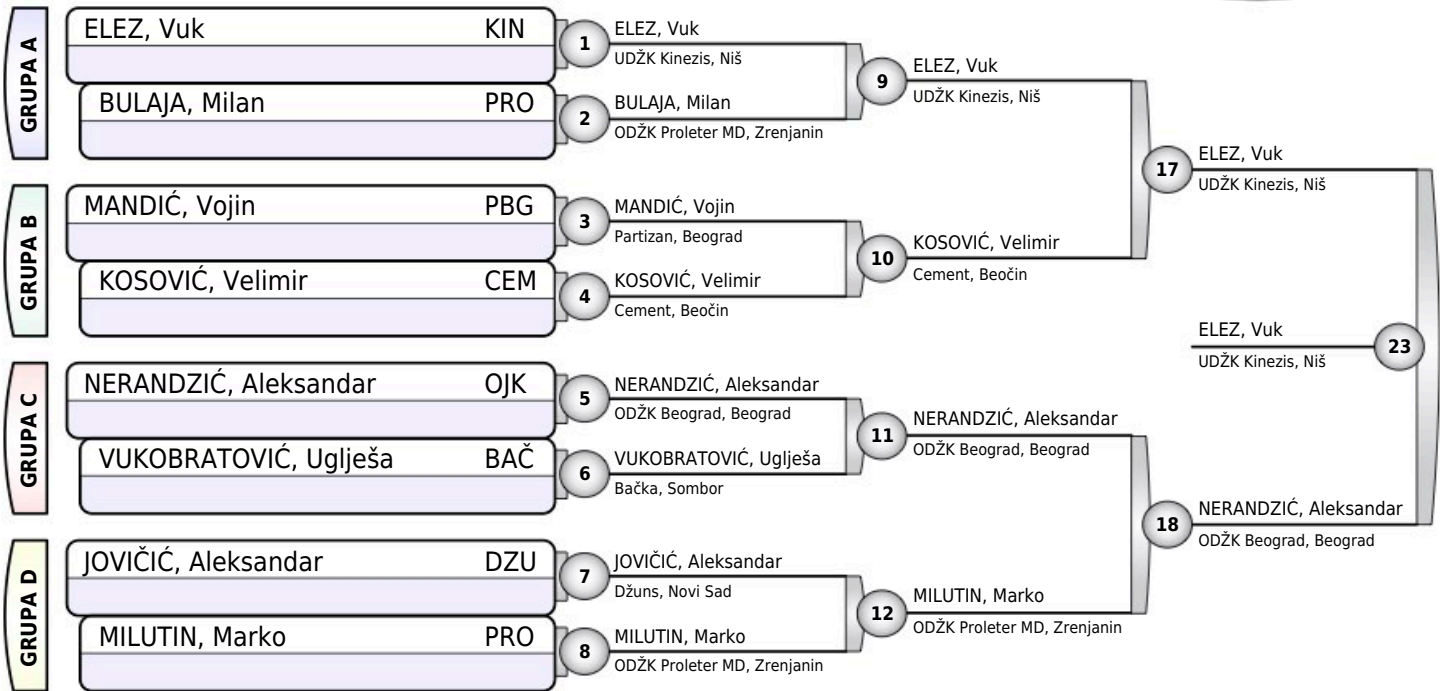 GRUPA A
ELEZ, Vuk KIN
BULAJA, Milan PRO
1
ELEZ, Vuk
UDŽK Kinezis, Niš
2
BULAJA, Milan
ODŽK Proleter MD, Zrenjanin
9
ELEZ, Vuk
UDŽK Kinezis, Niš
GRUPA B
MANDIĆ, Vojin PBG
KOSOVIĆ, Velimir CEM
3
MANDIĆ, Vojin
Partizan, Beograd
4
KOSOVIĆ, Velimir
Cement, Beočin
10
KOSOVIĆ, Velimir
Cement, Beočin
17
ELEZ, Vuk
UDŽK Kinezis, Niš
GRUPA C
NERANDZIĆ, Aleksandar OJK
VUKOBRATOVIĆ, Uglješa BAČ
5
NERANDZIĆ, Aleksandar
ODŽK Beograd, Beograd
6
VUKOBRATOVIĆ, Uglješa
Bačka, Sombor
11
NERANDZIĆ, Aleksandar
ODŽK Beograd, Beograd
GRUPA D
JOVIČIĆ, Aleksandar DZU
MILUTIN, Marko PRO
7
JOVIČIĆ, Aleksandar
Džuns, Novi Sad
8
MILUTIN, Marko
ODŽK Proleter MD, Zrenjanin
12
MILUTIN, Marko
ODŽK Proleter MD, Zrenjanin
18
NERANDZIĆ, Aleksandar
ODŽK Beograd, Beograd
ELEZ, Vuk
UDŽK Kinezis, Niš
23